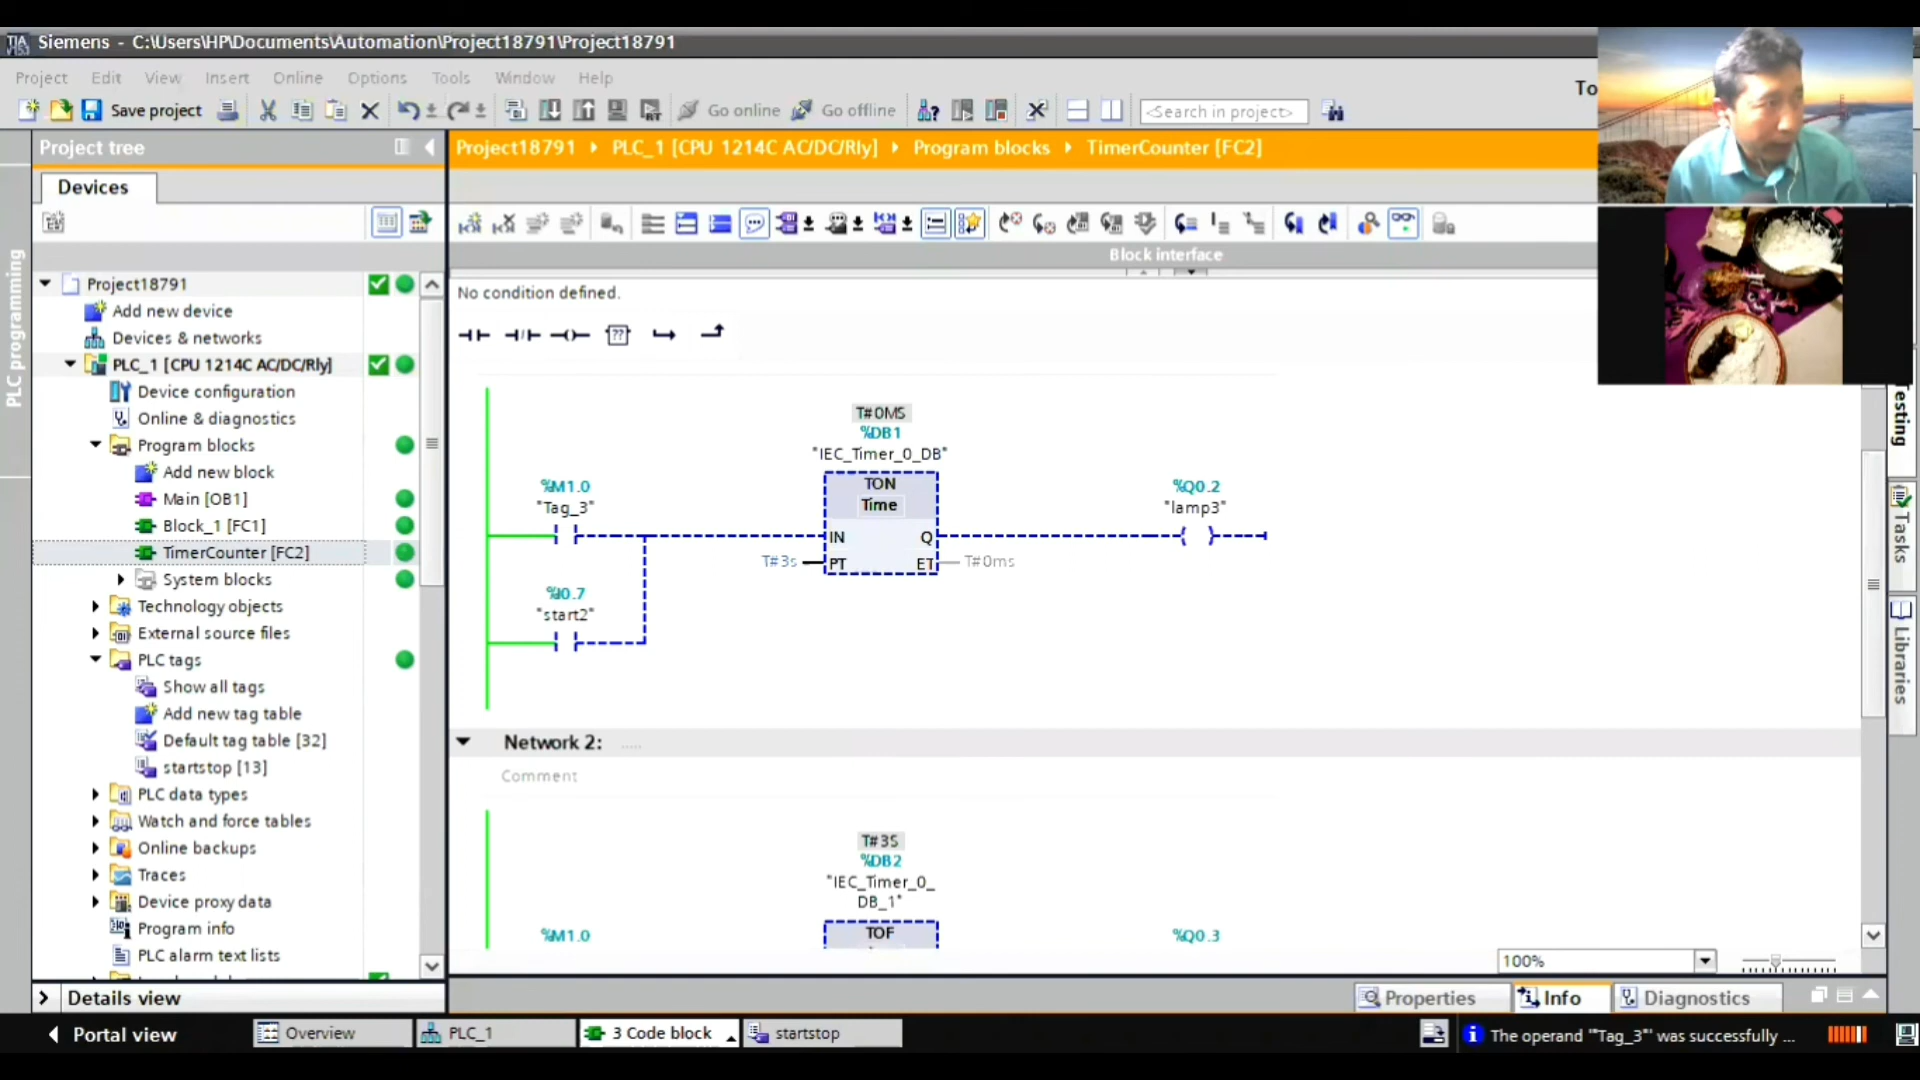 Siemens - C:\Users\HP\Documents\Automation\Project18791\Project18791
Project Edit View Insert Online Options Tools Window Help
To
Save project
Go online
Go offline
<Search in project>
Project tree
Project18791 ▸ PLC_1 [CPU 1214C AC/DC/Rly] ▸ Program blocks ▸ TimerCounter [FC2]
Devices
PLC programming
Block interface
Project18791
Add new device
Devices & networks
PLC_1 [CPU 1214C AC/DC/Rly]
Device configuration
Online & diagnostics
Program blocks
Add new block
Main [OB1]
Block_1 [FC1]
TimerCounter [FC2]
System blocks
Technology objects
External source files
PLC tags
Show all tags
Add new tag table
Default tag table [32]
startstop [13]
PLC data types
Watch and force tables
Online backups
Traces
Device proxy data
Program info
PLC alarm text lists
Details view
No condition defined.
??
T#0MS
%DB1
"IEC_Timer_0_DB"
TON
Time
%M1.0
"Tag_3"
%Q0.2
"lamp3"
IN Q
T#3s PT ET T#0ms
%I0.7
"start2"
Network 2: .....
Comment
T#3S
%DB2
"IEC_Timer_0_
DB_1"
TOF
%M1.0
%Q0.3
100%
Testing
Tasks
Libraries
Properties
Info
Diagnostics
Portal view
Overview
PLC_1
3 Code block
startstop
The operand '"Tag_3"' was successfully ...